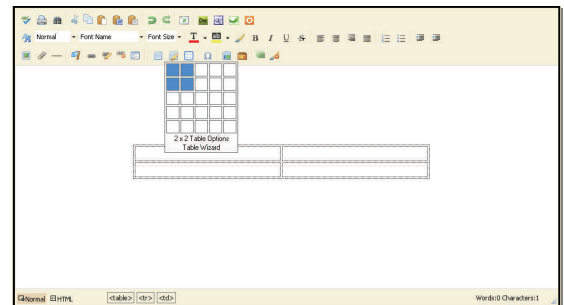 Normal Font Name Font Size T B I U S
Ω
2 x 2 Table Options
Table Wizard
Normal HTML <table> <tr> <td> Words:0 Characters:1